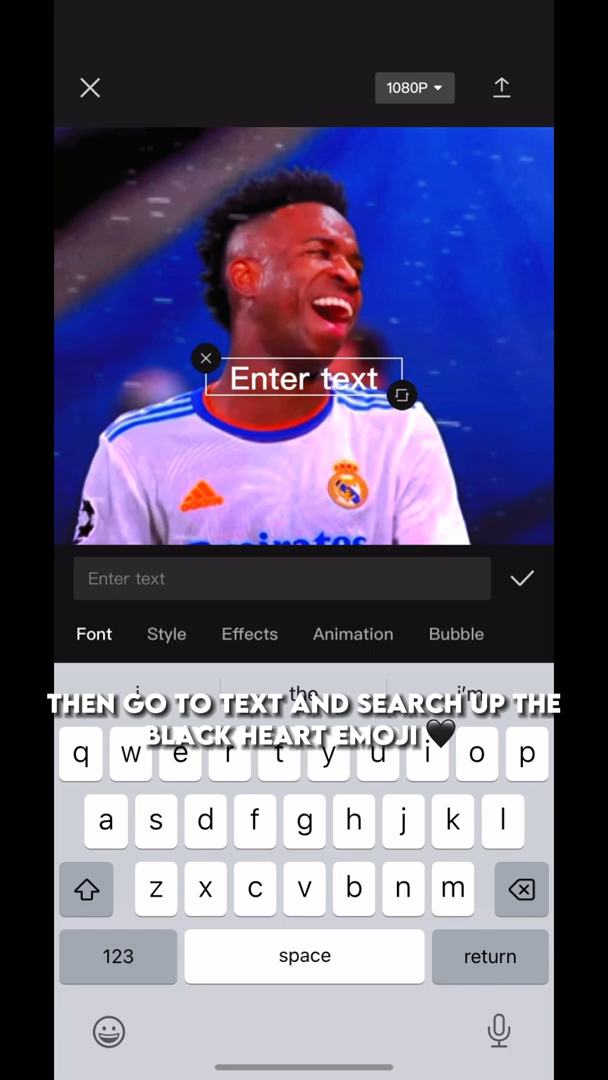 1080P
Enter text
Enter text
Font Style Effects Animation Bubble
i the i'm
THEN GO TO TEXT AND SEARCH UP THE
BLACK HEART EMOJI 🖤
q w e r t y u i o p
a s d f g h j k l
z x c v b n m
123 space return